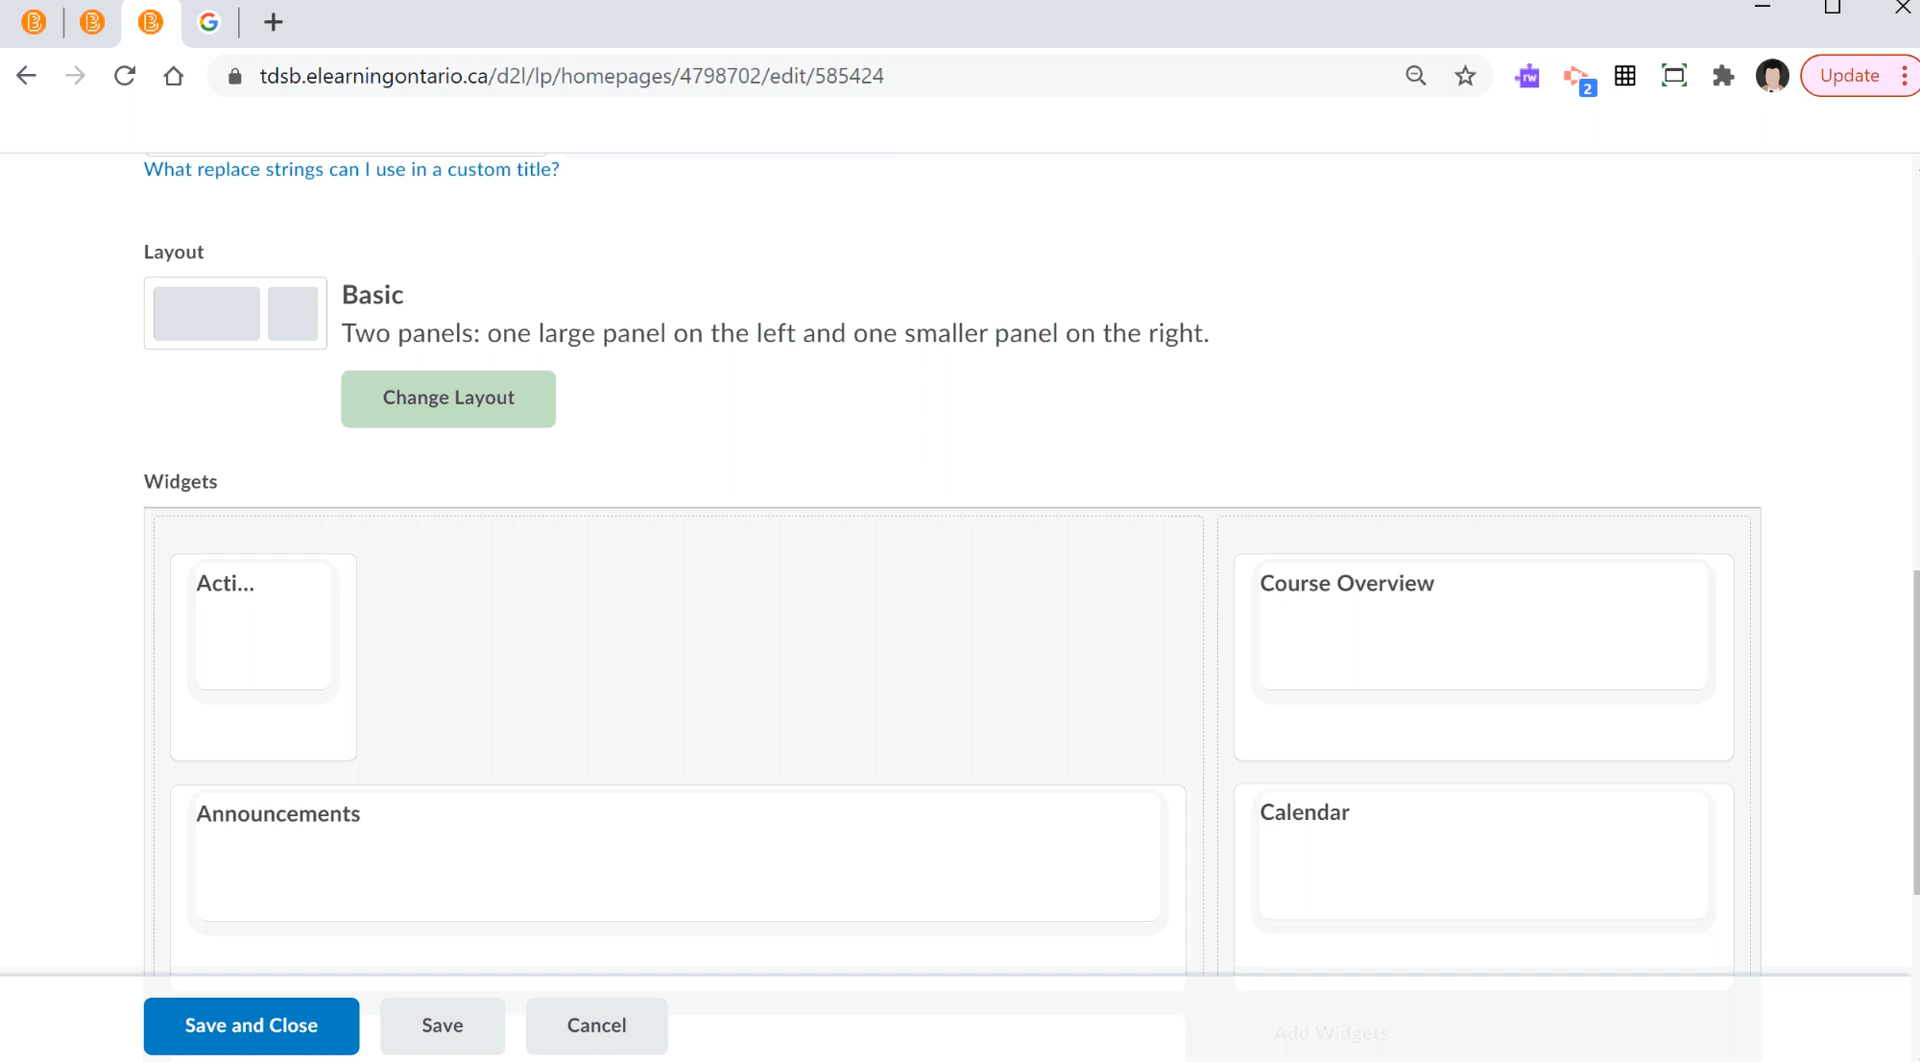 tdsb.elearningontario.ca/d2l/lp/homepages/4798702/edit/585424
rw
2
Update
What replace strings can I use in a custom title?
Layout
Basic
Two panels: one large panel on the left and one smaller panel on the right.
Change Layout
Widgets
Acti...
Course Overview
Announcements
Calendar
Save and Close
Save
Cancel
Add Widgets